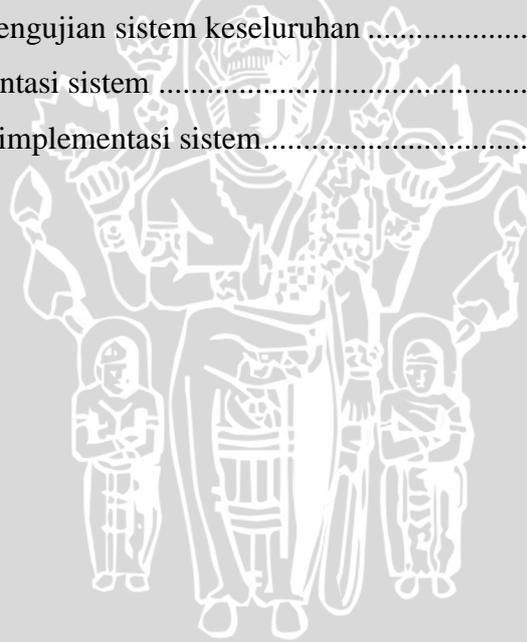 engujian sistem keseluruhan ..................
ntasi sistem .........................................
implementasi sistem.............................